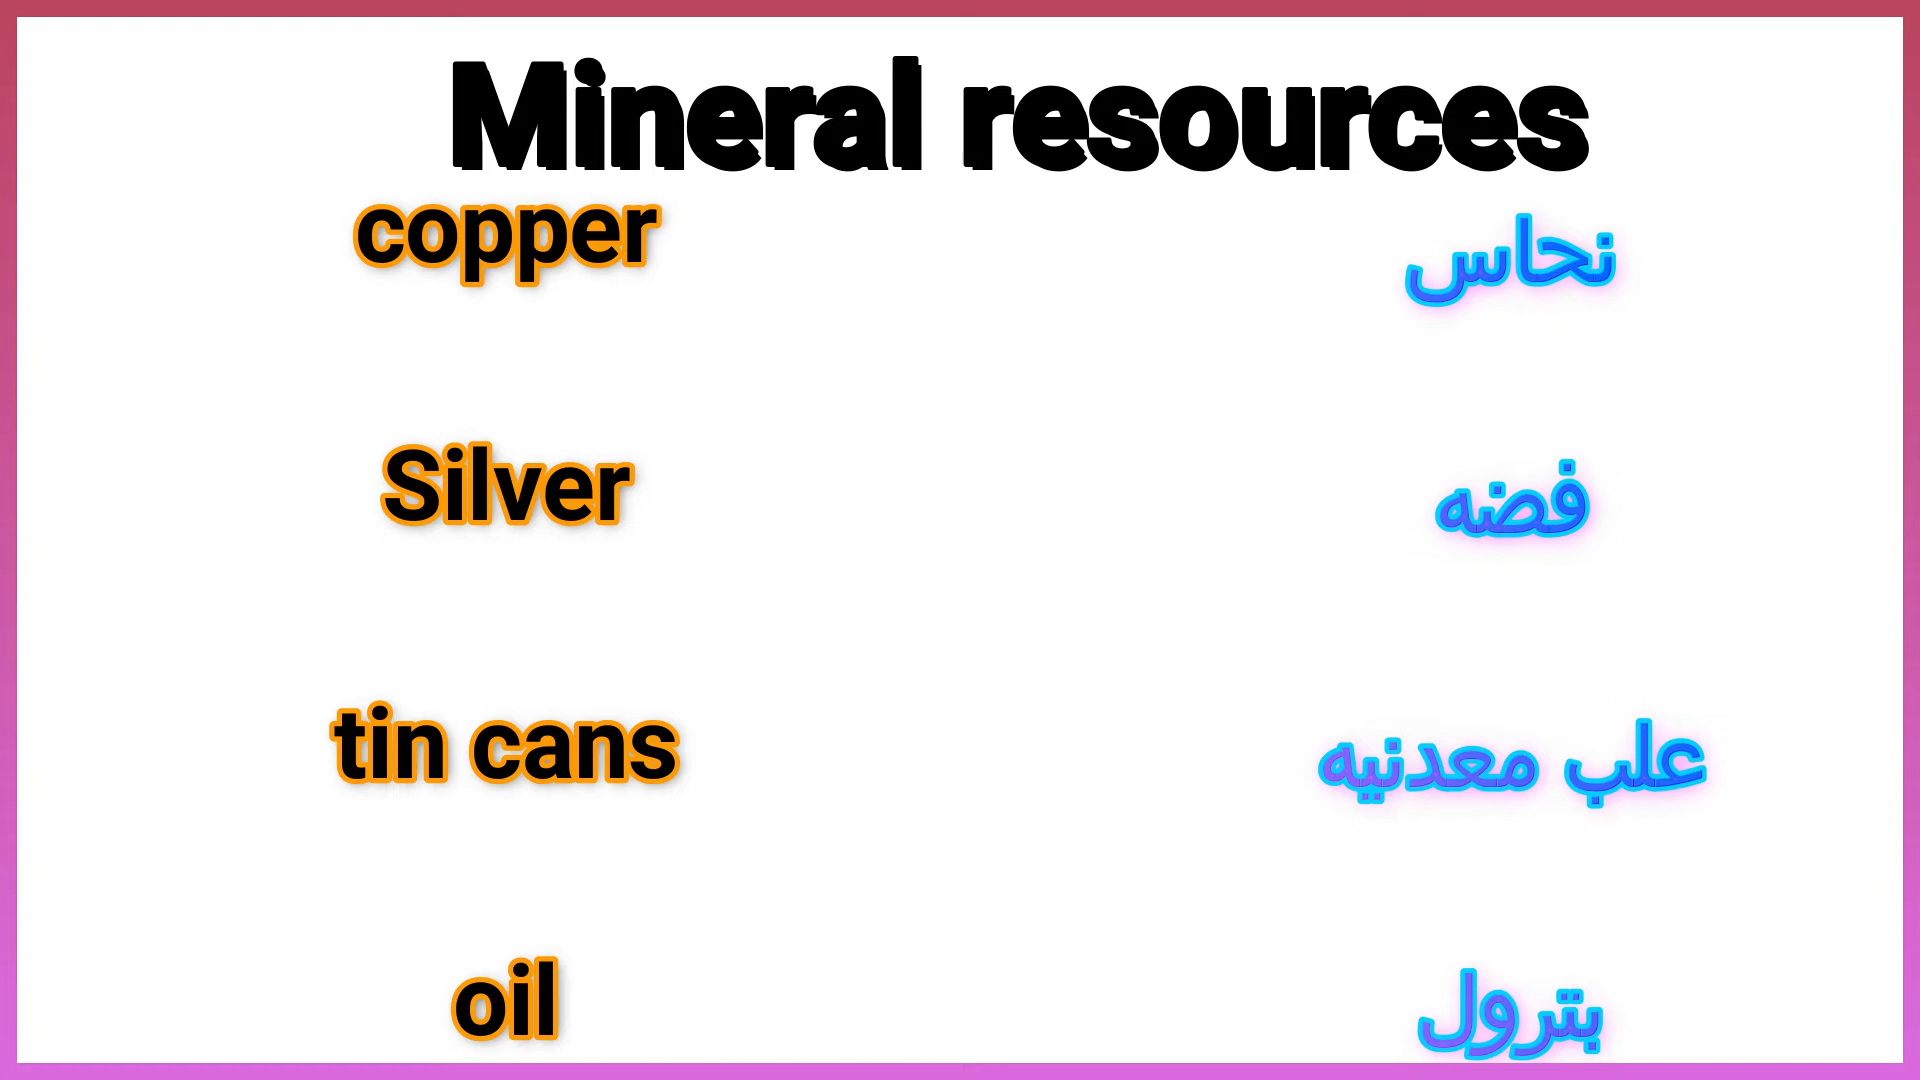 Mineral resources
copper
نحاس
Silver
فضه
tin cans
علب معدنيه
oil
بترول